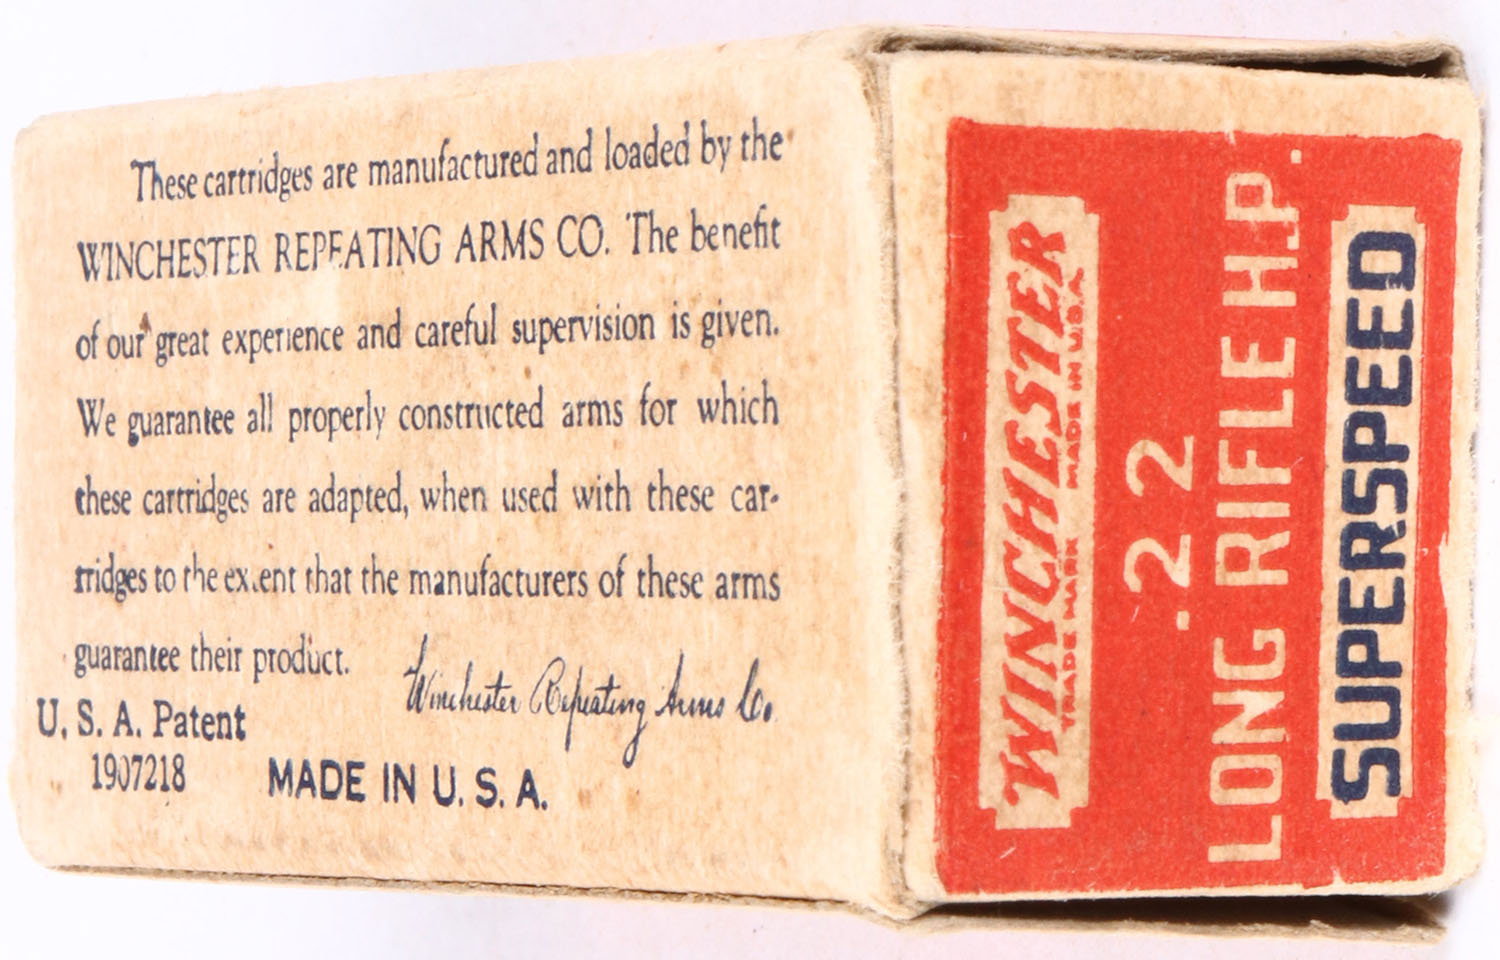 These cartridges are manufactured and loaded by the
WINCHESTER REPEATING ARMS CO. The benefit
of our great experience and careful supervision is given.
We guarantee all properly constructed arms for which
these cartridges are adapted, when used with these car-
tridges to the extent that the manufacturers of these arms
guarantee their product.
Winchester Repeating Arms Co.
U. S. A. Patent
1907218
MADE IN U. S. A.
WINCHESTER
TRADE MARK MADE IN U.S.A.
.22
LONG RIFLE H.P.
SUPERSPEED